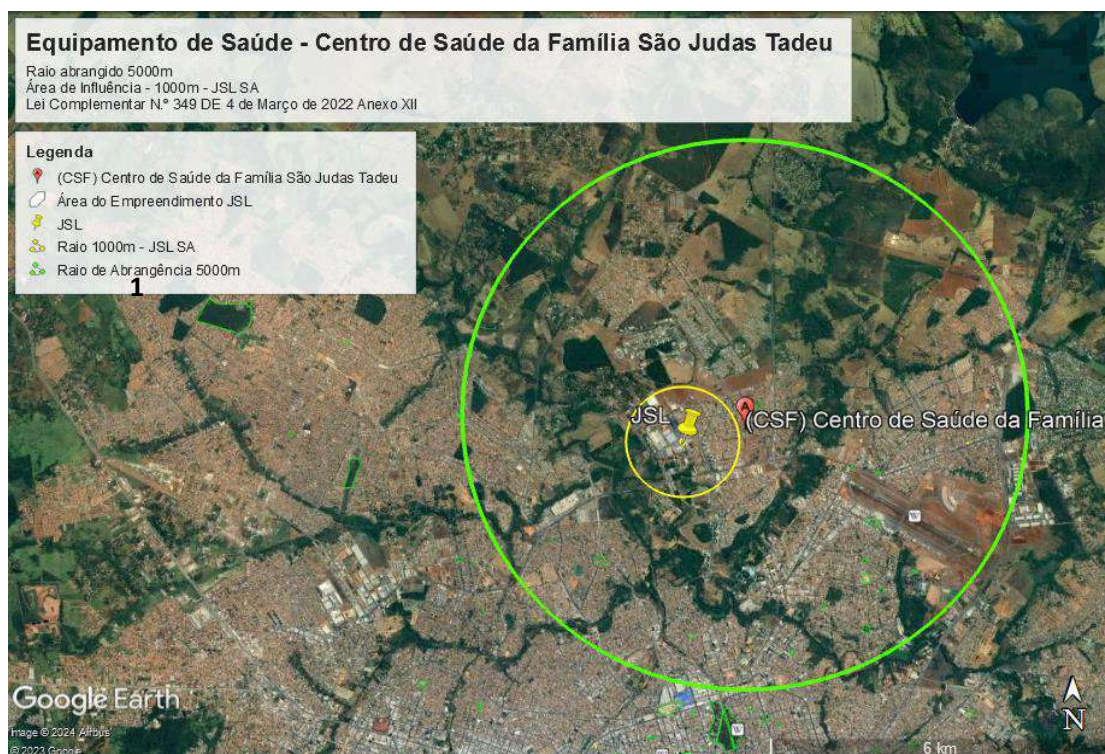 Equipamento de Saúde - Centro de Saúde da Família São Judas Tadeu
Raio abrangido 5000m
Área de Influência - 1000m - JSL SA
Lei Complementar N.º 349 DE 4 de Março de 2022 Anexo XII
Legenda
(CSF) Centro de Saúde da Família São Judas Tadeu
Área do Empreendimento JSL
JSL
Raio 1000m - JSL SA
Raio de Abrangência 5000m
1
JSL
A
(CSF) Centro de Saúde da Família
Google Earth
Image © 2024 Airbus
© 2023 Google
N
6 km